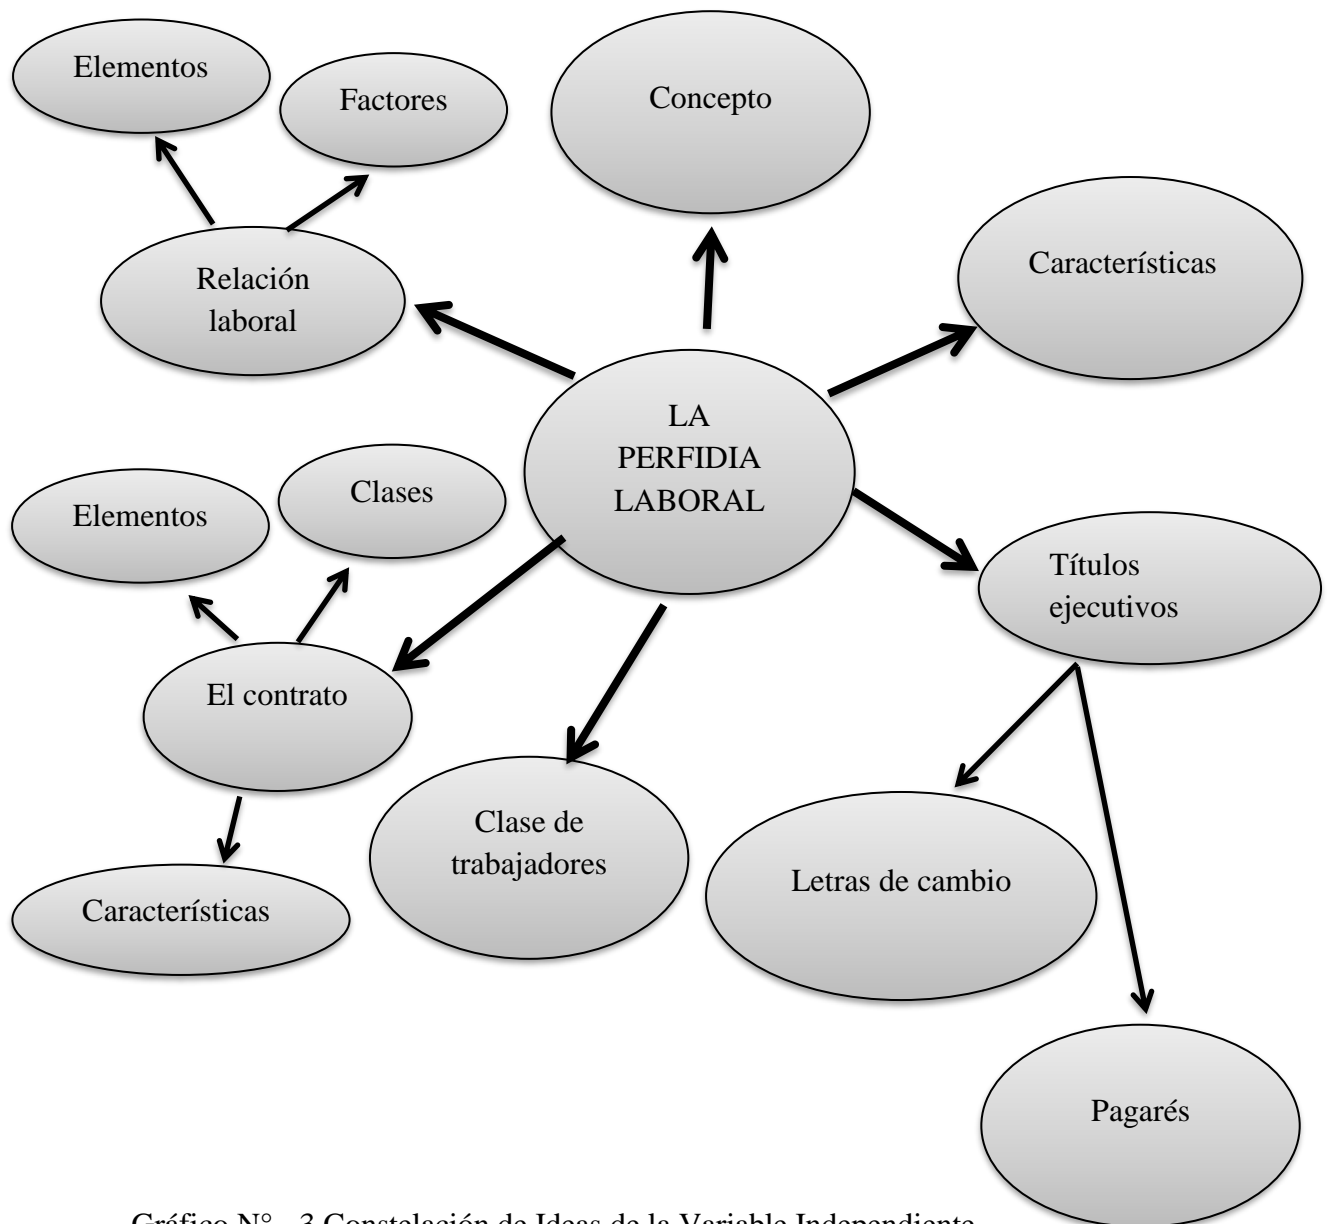 Elementos
Factores
Concepto
Relación
laboral
Características
LA
PERFIDIA
LABORAL
Elementos
Clases
Títulos
ejecutivos
El contrato
Clase de
trabajadores
Letras de cambio
Características
Pagarés
Gráfico N° . 3 Constelación de Ideas de la Variable Independiente